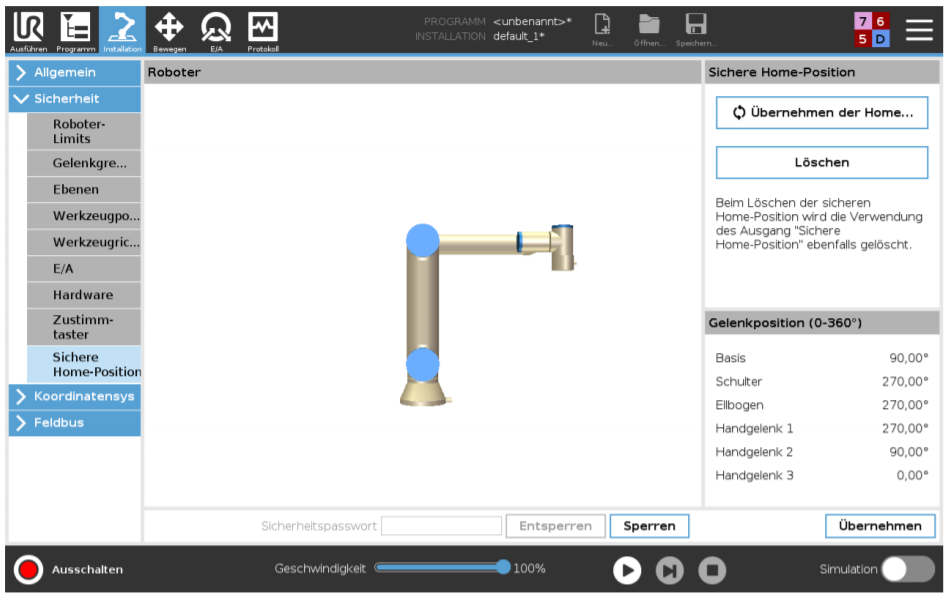 UR
PROGRAMM <unbenannt>*
INSTALLATION default_1*
Ausführen Programm Installation Bewegen E/A Protokoll
Neu... Öffnen... Speichern...
7 6
5 D
Allgemein
Sicherheit
Roboter-
Limits
Gelenkgre...
Ebenen
Werkzeugpo...
Werkzeugric...
E/A
Hardware
Zustimm-
taster
Sichere
Home-Position
Koordinatensys
Feldbus
Roboter
Sicherheitspasswort Entsperren Sperren
Sichere Home-Position
Übernehmen der Home...
Löschen
Beim Löschen der sicheren
Home-Position wird die Verwendung
des Ausgang "Sichere
Home-Position" ebenfalls gelöscht.
Gelenkposition (0-360°)
Basis 90,00°
Schulter 270,00°
Ellbogen 270,00°
Handgelenk 1 270,00°
Handgelenk 2 90,00°
Handgelenk 3 0,00°
Übernehmen
Ausschalten Geschwindigkeit 100% Simulation